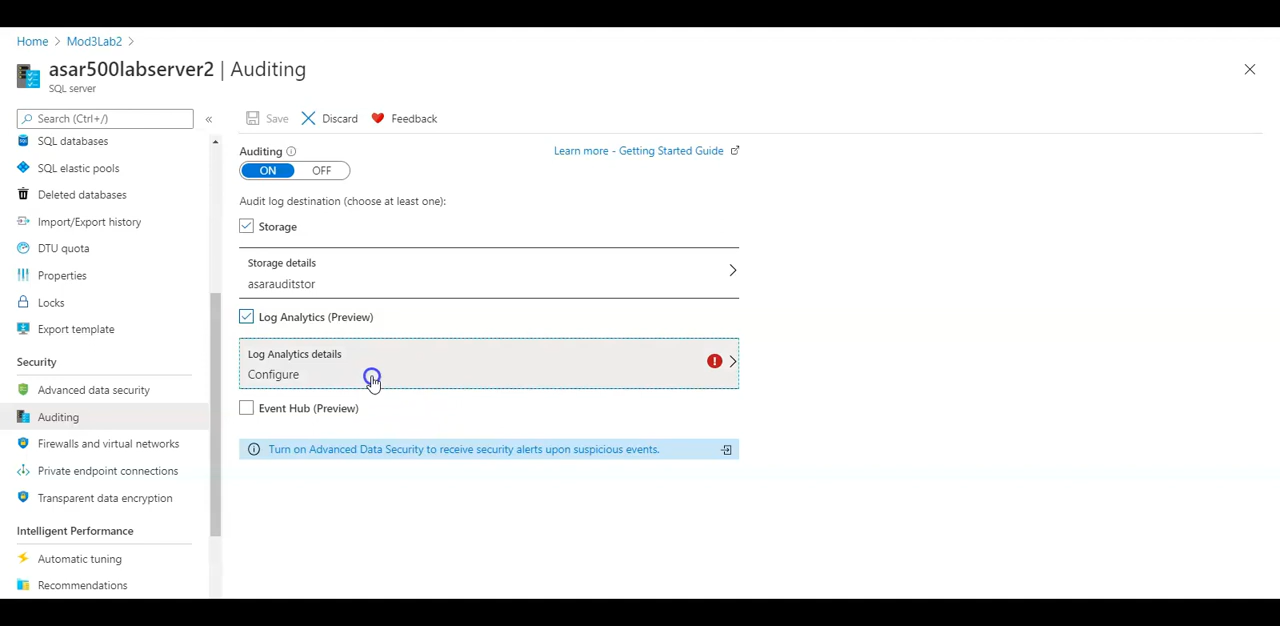 Home > Mod3Lab2 >
asar500labserver2 | Auditing
SQL server
Search (Ctrl+/)
«
SQL databases
SQL elastic pools
Deleted databases
Import/Export history
DTU quota
Properties
Locks
Export template
Security
Advanced data security
Auditing
Firewalls and virtual networks
Private endpoint connections
Transparent data encryption
Intelligent Performance
Automatic tuning
Recommendations
Save Discard Feedback
Auditing
Learn more - Getting Started Guide
ON OFF
Audit log destination (choose at least one):
Storage
Storage details
asarauditstor
Log Analytics (Preview)
Log Analytics details
Configure
Event Hub (Preview)
Turn on Advanced Data Security to receive security alerts upon suspicious events.